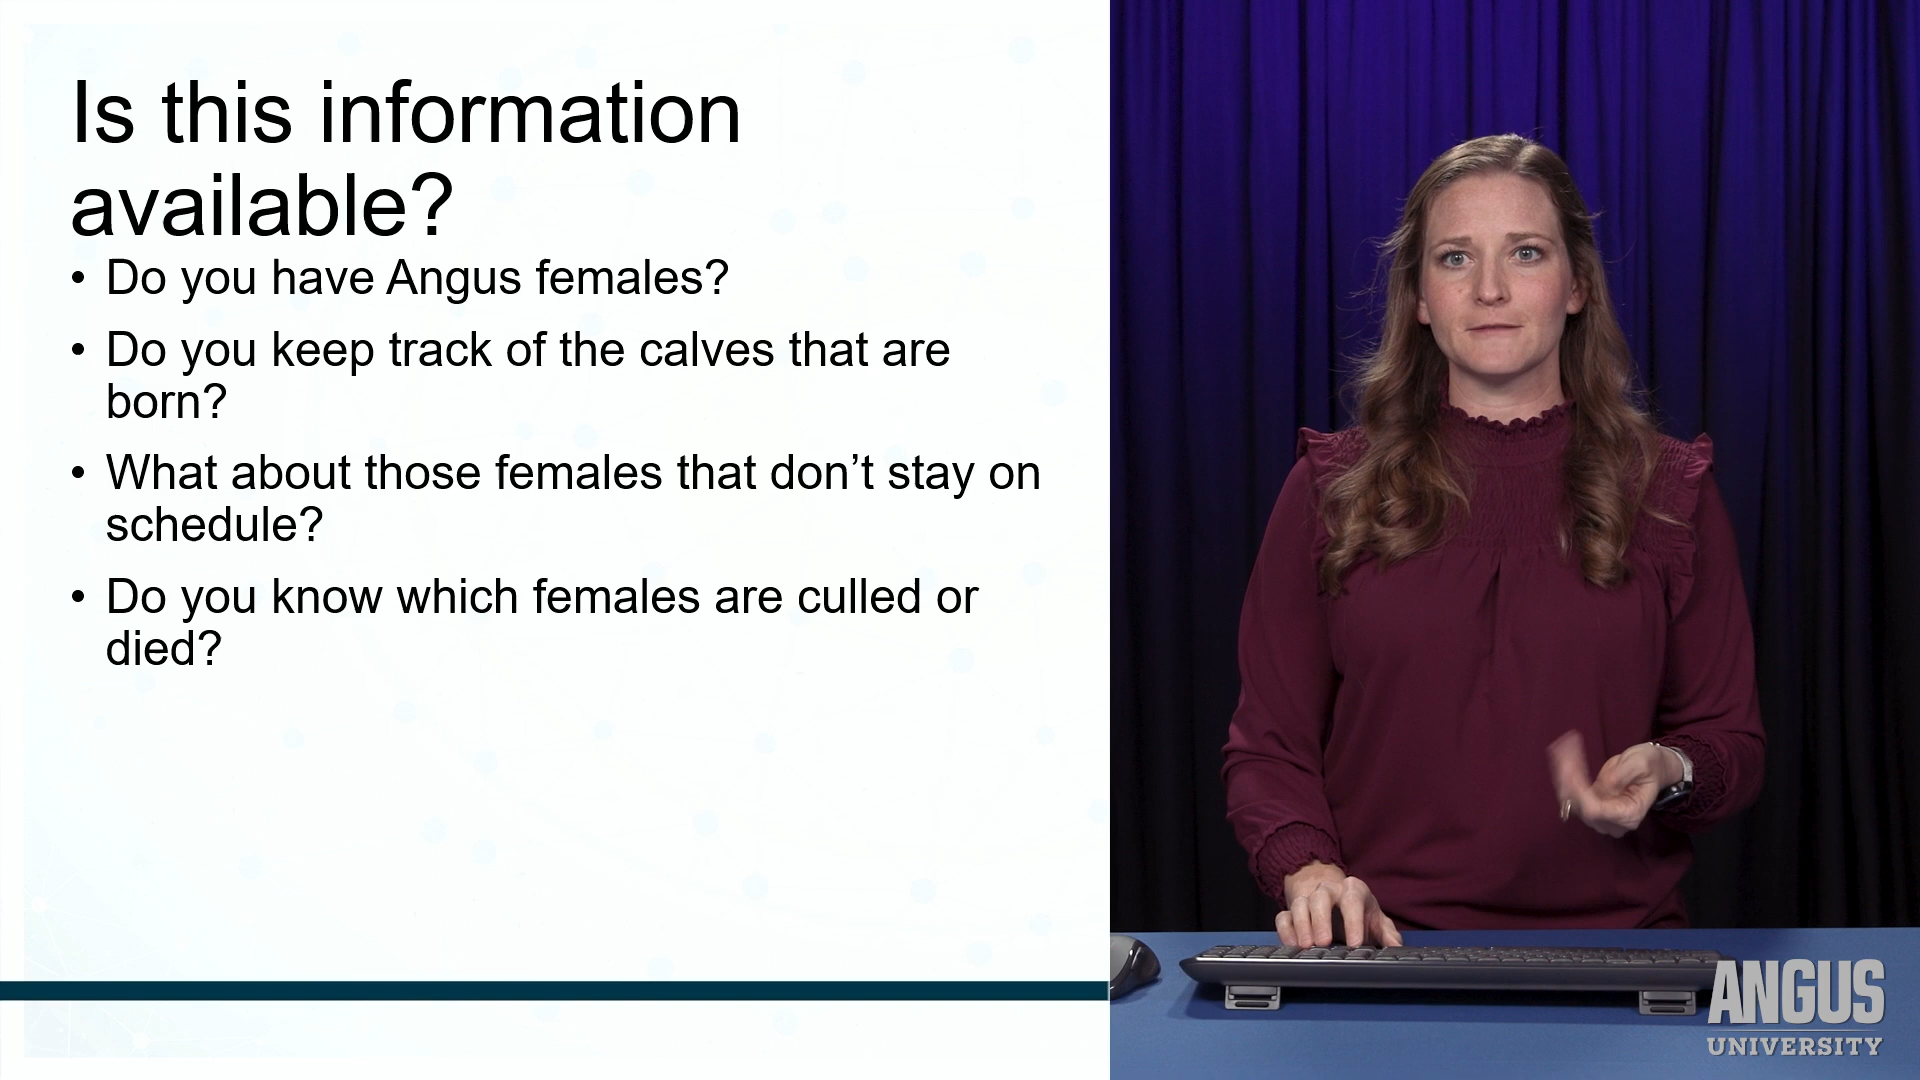 Is this information
available?
• Do you have Angus females?
• Do you keep track of the calves that are
born?
• What about those females that don’t stay on
schedule?
• Do you know which females are culled or
died?
ANGUS
UNIVERSITY